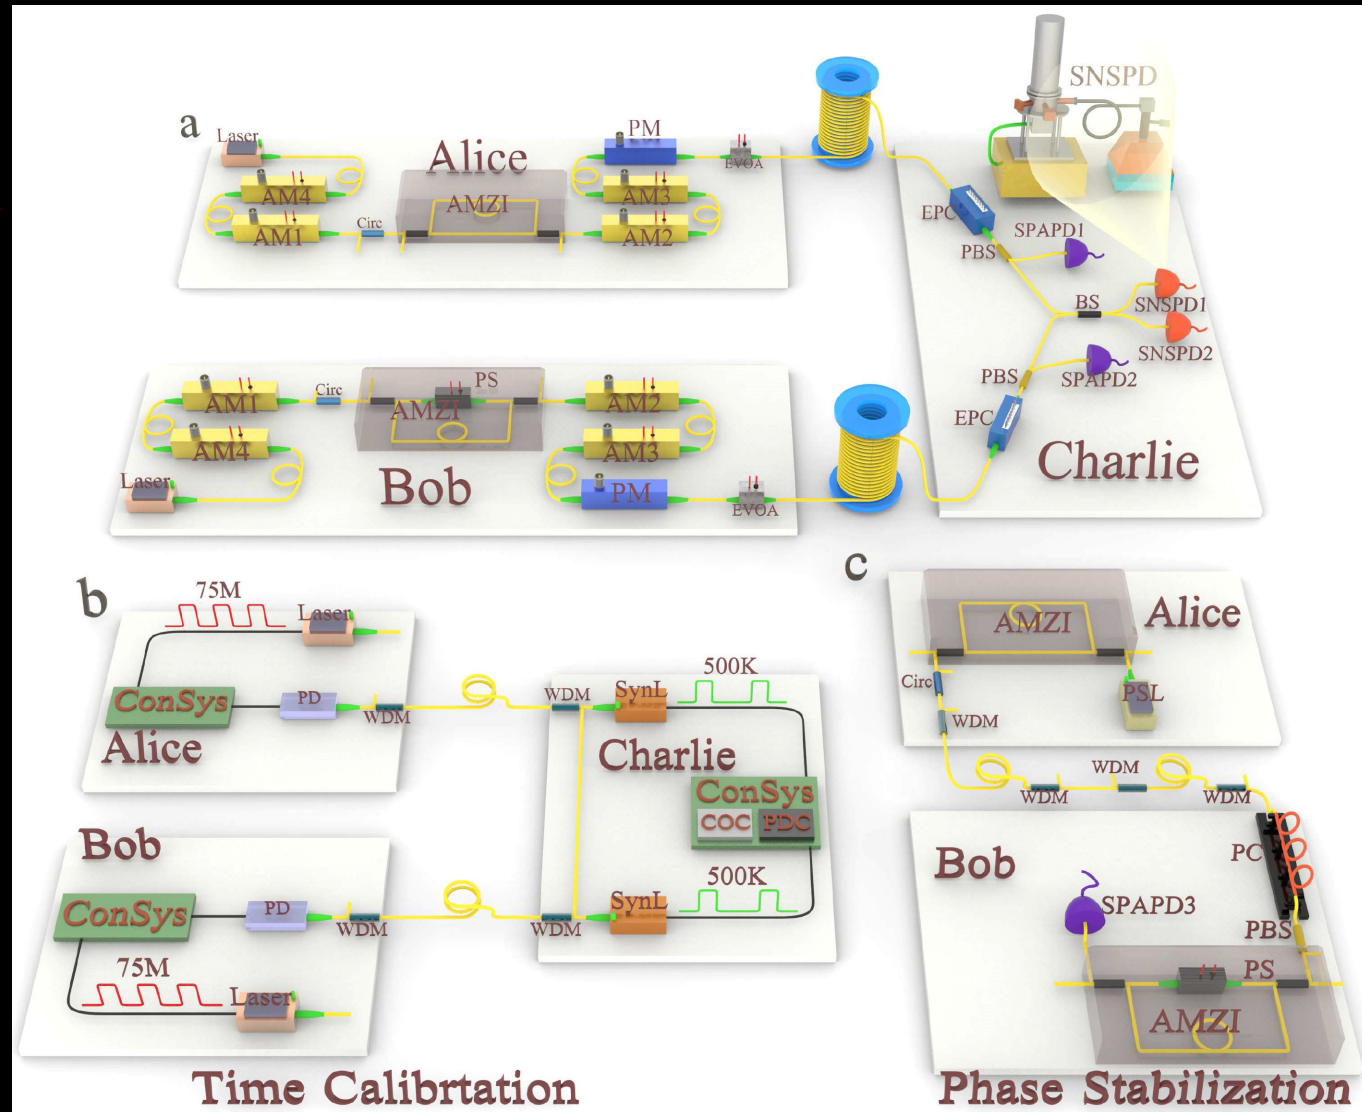 a
Laser
AM4
AM1
Circ
Alice
AMZI
PM
AM3
AM2
EVOA
SNSPD
EPC
PBS
SPAPD1
BS
SNSPD1
SNSPD2
PBS
SPAPD2
EPC
Charlie
AM1
Circ
PS
AMZI
AM2
AM4
AM3
Laser
Bob
PM
EVOA
b
75M
Laser
ConSys
PD
WDM
Alice
WDM
SynL
500K
Charlie
ConSys
COC
PDC
500K
SynL
WDM
Bob
ConSys
PD
WDM
75M
Laser
Time Calibrtation
c
AMZI
Alice
Circ
PSL
WDM
WDM
WDM
WDM
Bob
PC
SPAPD3
PBS
PS
AMZI
Phase Stabilization